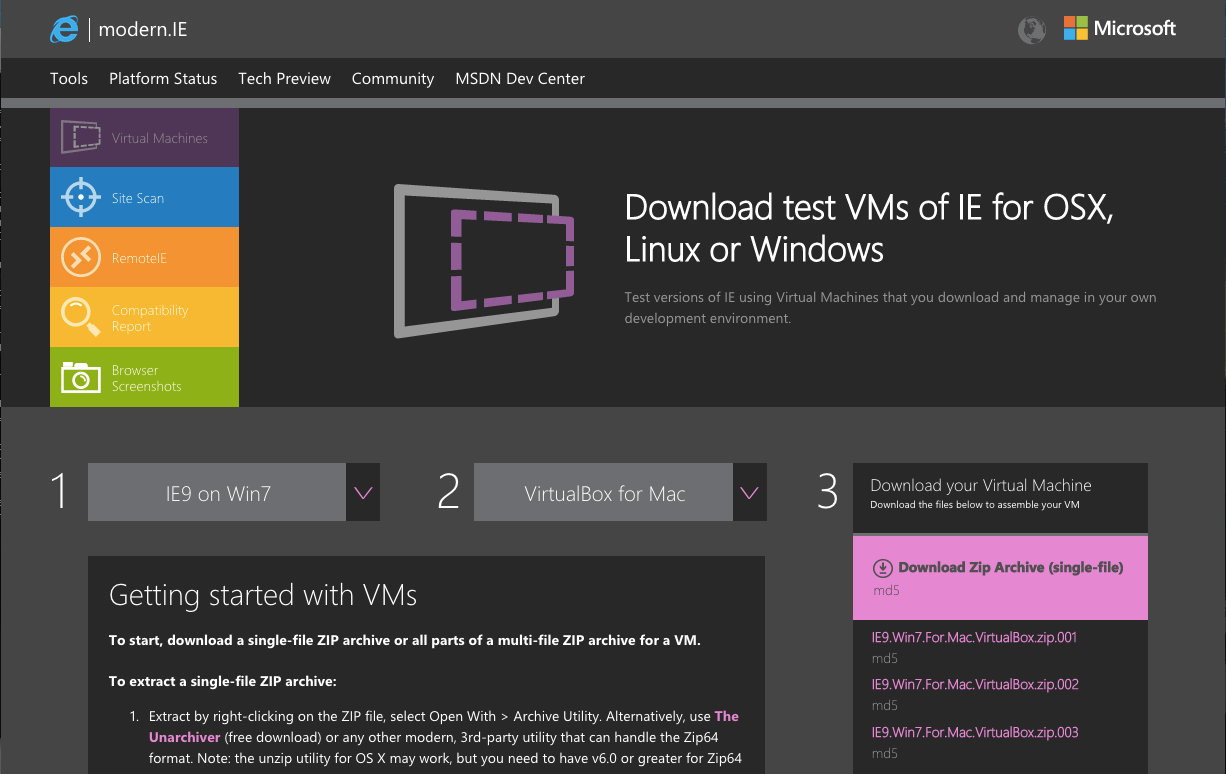 modern.IE
Microsoft
Tools Platform Status Tech Preview Community MSDN Dev Center
Virtual Machines
Site Scan
RemoteIE
Compatibility
Report
Browser
Screenshots
Download test VMs of IE for OSX,
Linux or Windows
Test versions of IE using Virtual Machines that you download and manage in your own
development environment.
1 IE9 on Win7
2 VirtualBox for Mac
3 Download your Virtual Machine
Download the files below to assemble your VM
Download Zip Archive (single-file)
md5
IE9.Win7.For.Mac.VirtualBox.zip.001
md5
IE9.Win7.For.Mac.VirtualBox.zip.002
md5
IE9.Win7.For.Mac.VirtualBox.zip.003
md5
Getting started with VMs
To start, download a single-file ZIP archive or all parts of a multi-file ZIP archive for a VM.
To extract a single-file ZIP archive:
1. Extract by right-clicking on the ZIP file, select Open With > Archive Utility. Alternatively, use The
Unarchiver (free download) or any other modern, 3rd-party utility that can handle the Zip64
format. Note: the unzip utility for OS X may work, but you need to have v6.0 or greater for Zip64